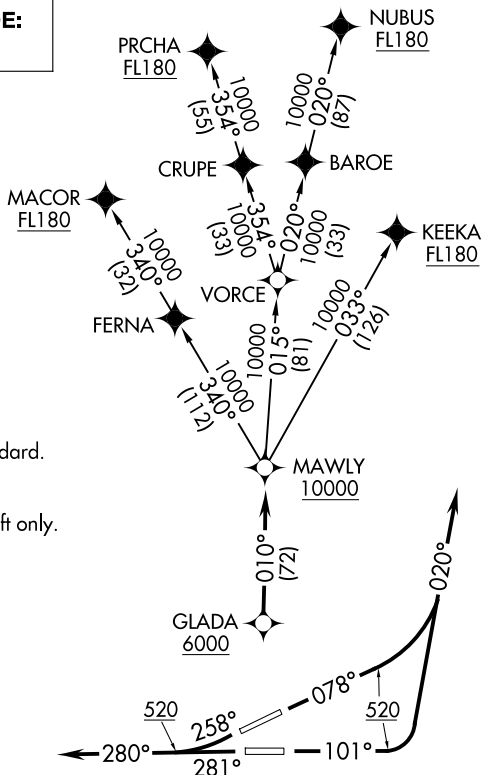 DE:
NUBUS
FL180
PRCHA
FL180
10000
354°
(55)
10000
020°
(87)
CRUPE
BAROE
MACOR
FL180
354°
10000
(33)
020°
10000
(33)
KEEKA
FL180
10000
340°
(32)
VORCE
FERNA
10000
015°
(81)
10000
033°
(126)
10000
340°
(112)
dard.
MAWLY
10000
ft only.
010°
(72)
020°
GLADA
6000
078°
520
258°
520
280°
281°
101°